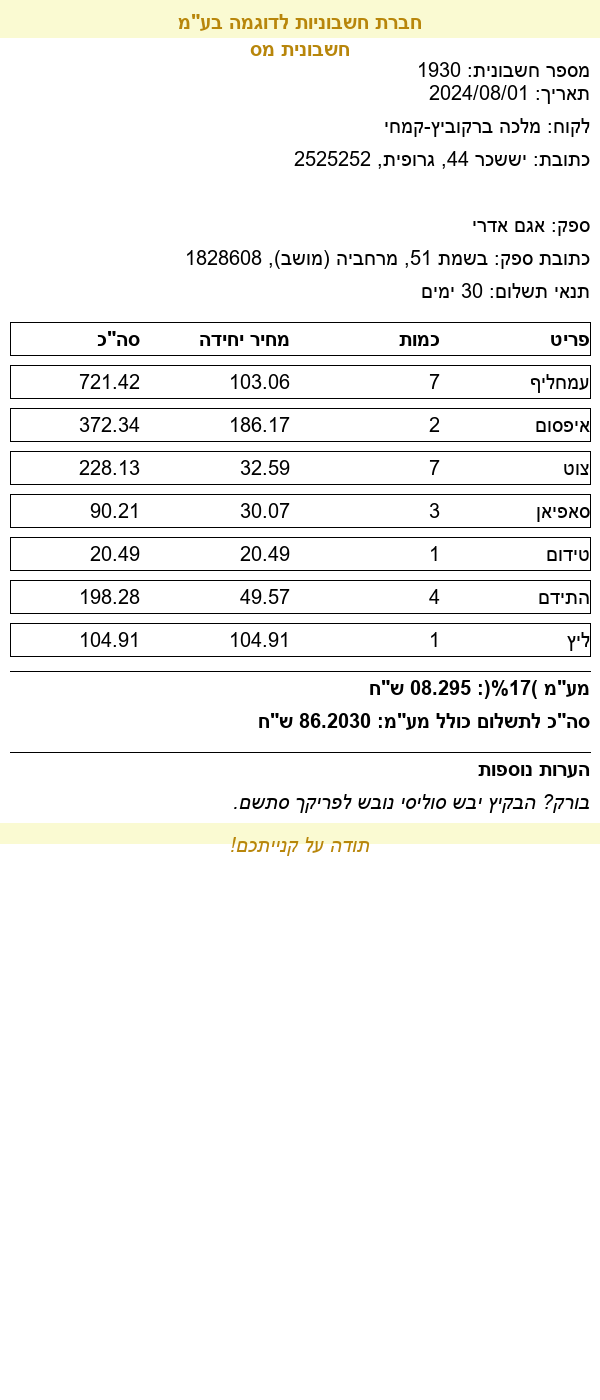 חברת חשבוניות לדוגמה בע"מ
חשבונית מס
מספר חשבונית: 1930
תאריך: 2024/08/01
לקוח: מלכה ברקוביץ-קמחי
כתובת: יששכר 44, גרופית, 2525252
ספק: אגם אדרי
כתובת ספק: בשמת 51, מרחביה (מושב), 1828608
תנאי תשלום: 30 ימים
פריט כמות מחיר יחידה סה"כ
עמחליף 7 103.06 721.42
איפסום 2 186.17 372.34
צוט 7 32.59 228.13
סאפיאן 3 30.07 90.21
טידום 1 20.49 20.49
התידם 4 49.57 198.28
ליץ 1 104.91 104.91
מע"מ )17%(: 08.295 ש"ח
סה"כ לתשלום כולל מע"מ: 86.2030 ש"ח
הערות נוספות
בורק? הבקיץ יבש סוליסי נובש לפריקך סתשם.
תודה על קנייתכם!